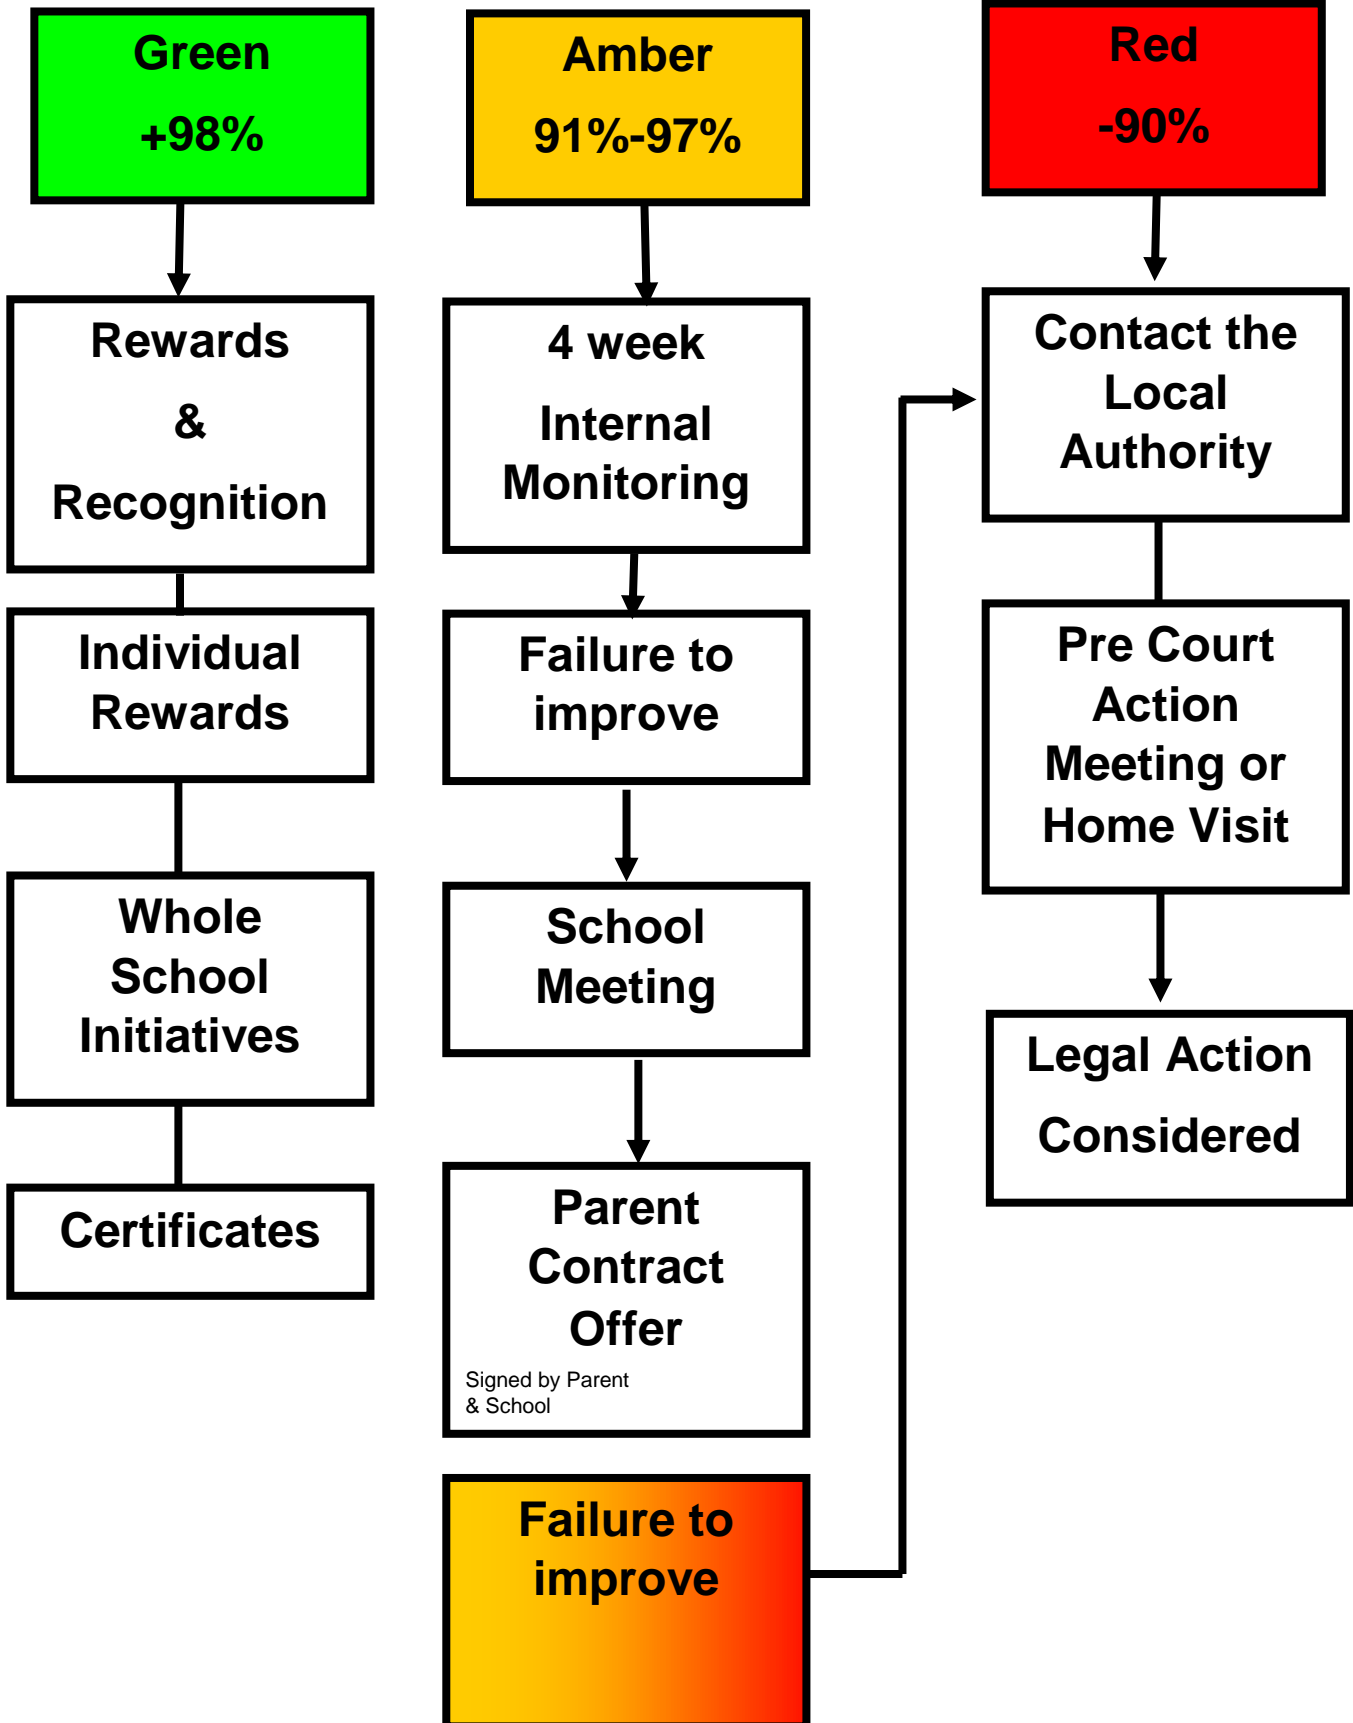 Green
+98%
Rewards
&
Recognition
Individual
Rewards
Whole
School
Initiatives
Certificates
Amber
91%-97%
4 week
Internal
Monitoring
Failure to
improve
School
Meeting
Parent
Contract
Offer
Signed by Parent
& School
Failure to
improve
Red
-90%
Contact the
Local
Authority
Pre Court
Action
Meeting or
Home Visit
Legal Action
Considered